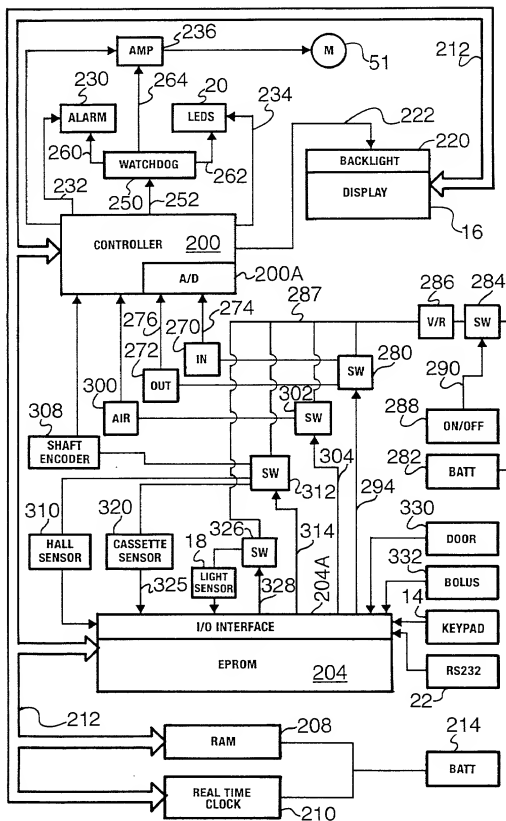 AMP 236 M 51 212
230 264 20 234
ALARM LEDS
222
220
260 WATCHDOG 262 BACKLIGHT
232 250 252 DISPLAY
16
CONTROLLER 200
A/D 200A
276 274 287 286 284
272 270 IN V/R SW
OUT SW 280 290
300 302 288 ON/OFF
308 AIR SW
SHAFT
ENCODER SW 304 294 282 BATT
312
310 320 326 314 330 DOOR
HALL
SENSOR CASSETTE
SENSOR 18 SW 332 BOLUS
325 LIGHT
SENSOR 328 204A 14 KEYPAD
I/O INTERFACE
EPROM 204 RS232
22
212 208 214
RAM
BATT
REAL TIME
CLOCK 210